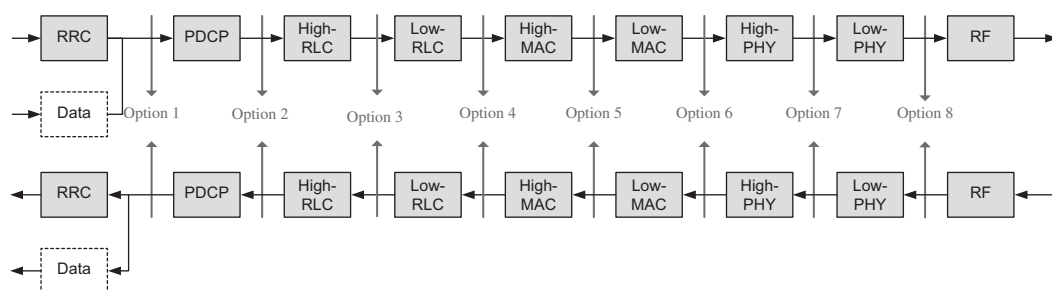 RRC
PDCP
High-
RLC
Low-
RLC
High-
MAC
Low-
MAC
High-
PHY
Low-
PHY
RF
Data
Option 1
Option 2
Option 3
Option 4
Option 5
Option 6
Option 7
Option 8
RRC
PDCP
High-
RLC
Low-
RLC
High-
MAC
Low-
MAC
High-
PHY
Low-
PHY
RF
Data